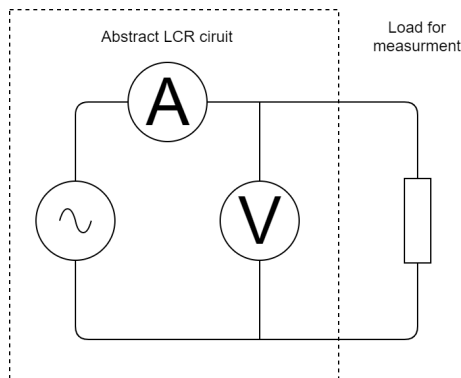 Abstract LCR ciruit
Load for
measurment
A
V